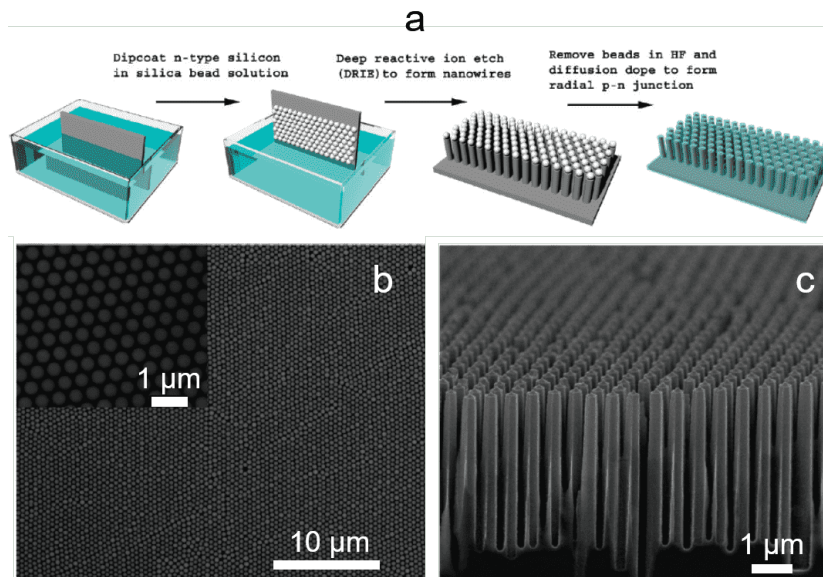 a
Dipcoat n-type silicon
in silica bead solution
Deep reactive ion etch
(DRIE)to form nanowires
Remove beads in HF and
diffusion dope to form
radial p-n junction
b
1 μm
10 μm
c
1 μm